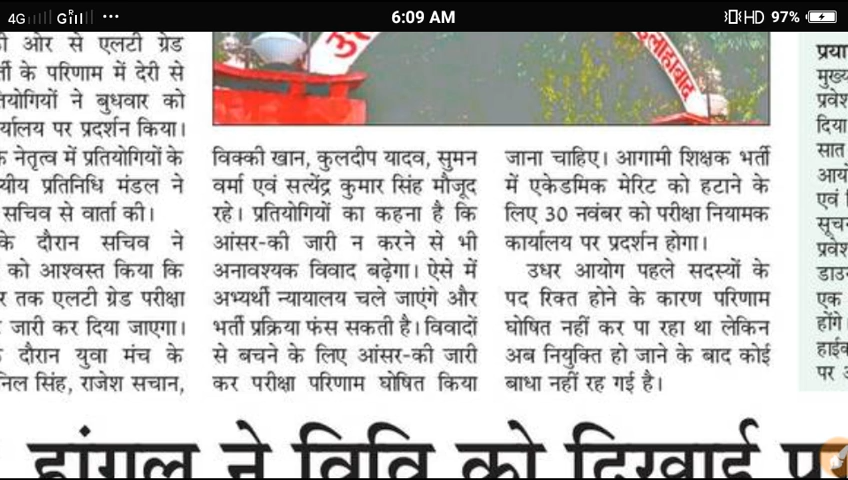 4G G 6:09 AM HD 97%
ओर से एलटी ग्रेड
के परिणाम में देरी से
ने बुधवार को
पर प्रदर्शन किया।
नेतृत्व में प्रतियोगियों के
प्रतिनिधि मंडल ने
सचिव से वार्ता की।
के दौरान सचिव ने
को आश्वस्त किया कि
तक एलटी ग्रेड परीक्षा
जारी कर दिया जाएगा।
दौरान युवा मंच के
सिंह, राजेश सचान,
इलाहाबाद
विक्की खान, कुलदीप यादव, सुमन
वर्मा एवं सत्येंद्र कुमार सिंह मौजूद
रहे। प्रतियोगियों का कहना है कि
आंसर-की जारी न करने से भी
अनावश्यक विवाद बढ़ेगा। ऐसे में
अभ्यर्थी न्यायालय चले जाएंगे और
भर्ती प्रक्रिया फंस सकती है। विवादों
से बचने के लिए आंसर-की जारी
कर परीक्षा परिणाम घोषित किया
जाना चाहिए। आगामी शिक्षक भर्ती
में एकेडमिक मेरिट को हटाने के
लिए 30 नवंबर को परीक्षा नियामक
कार्यालय पर प्रदर्शन होगा।
उधर आयोग पहले सदस्यों के
पद रिक्त होने के कारण परिणाम
घोषित नहीं कर पा रहा था लेकिन
अब नियुक्ति हो जाने के बाद कोई
बाधा नहीं रह गई है।
प्रया
मुख्य
प्रवेश
दिया
सात
आयो
एवं
सूचन
प्रवेश
डाउन
एक
होंगे।
हाईक
पर
हांगलू ने विवि को दिखाई